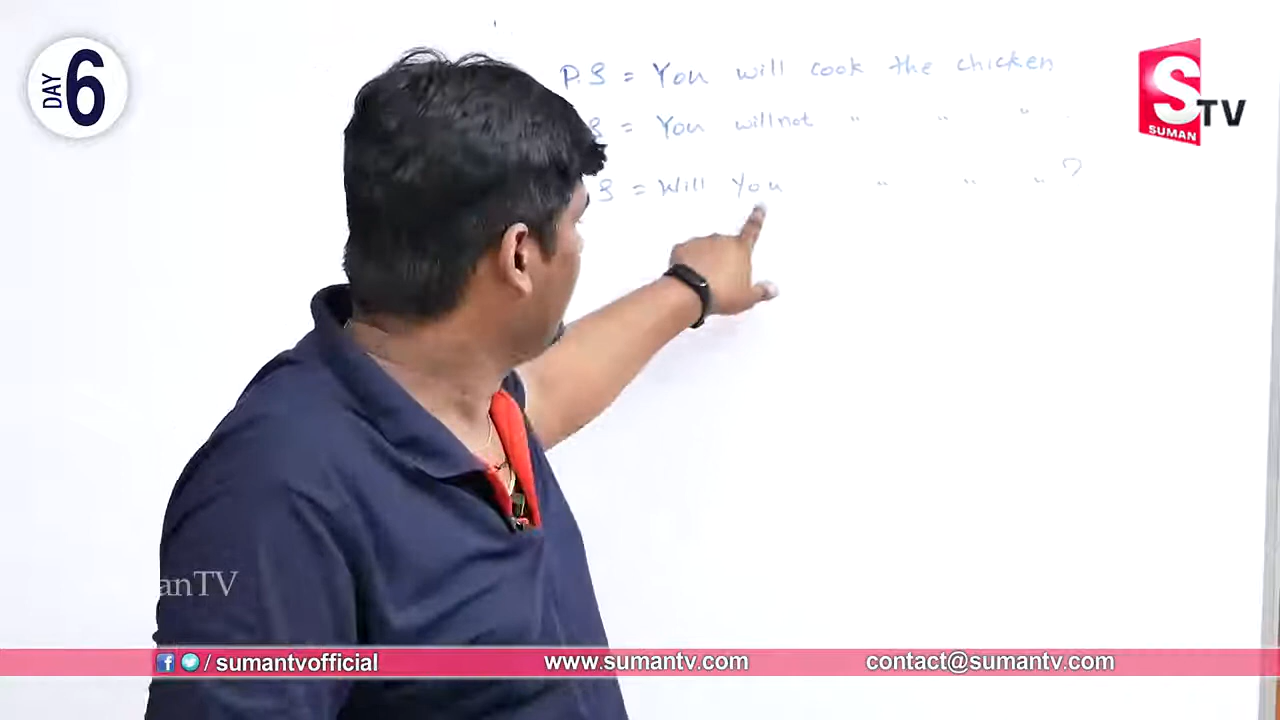 DAY 6
P.S = You will cook the chicken
S = You will not " " "
S = Will You " " " ?
S
SUMAN TV
anTV
/ sumantvofficial
www.sumantv.com
contact@sumantv.com